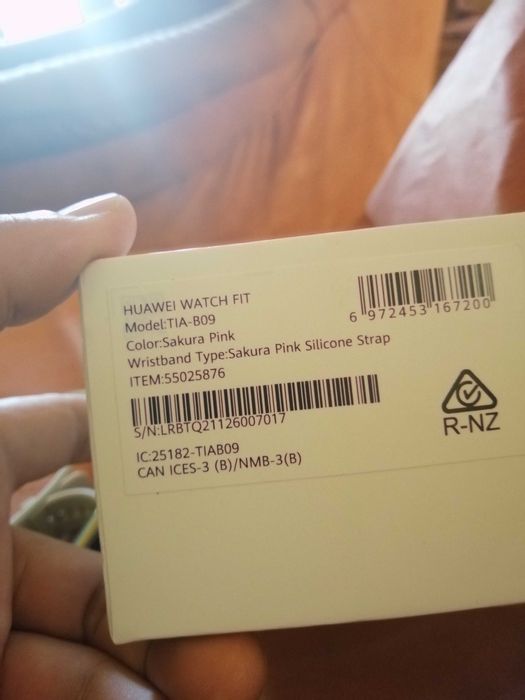 HUAWEI WATCH FIT
Model:TIA-B09
Color:Sakura Pink
Wristband Type:Sakura Pink Silicone Strap
ITEM:55025876
6 972453 167200
S/N:LRBTQ21126007017
IC:25182-TIAB09
CAN ICES-3 (B)/NMB-3(B)
R-NZ